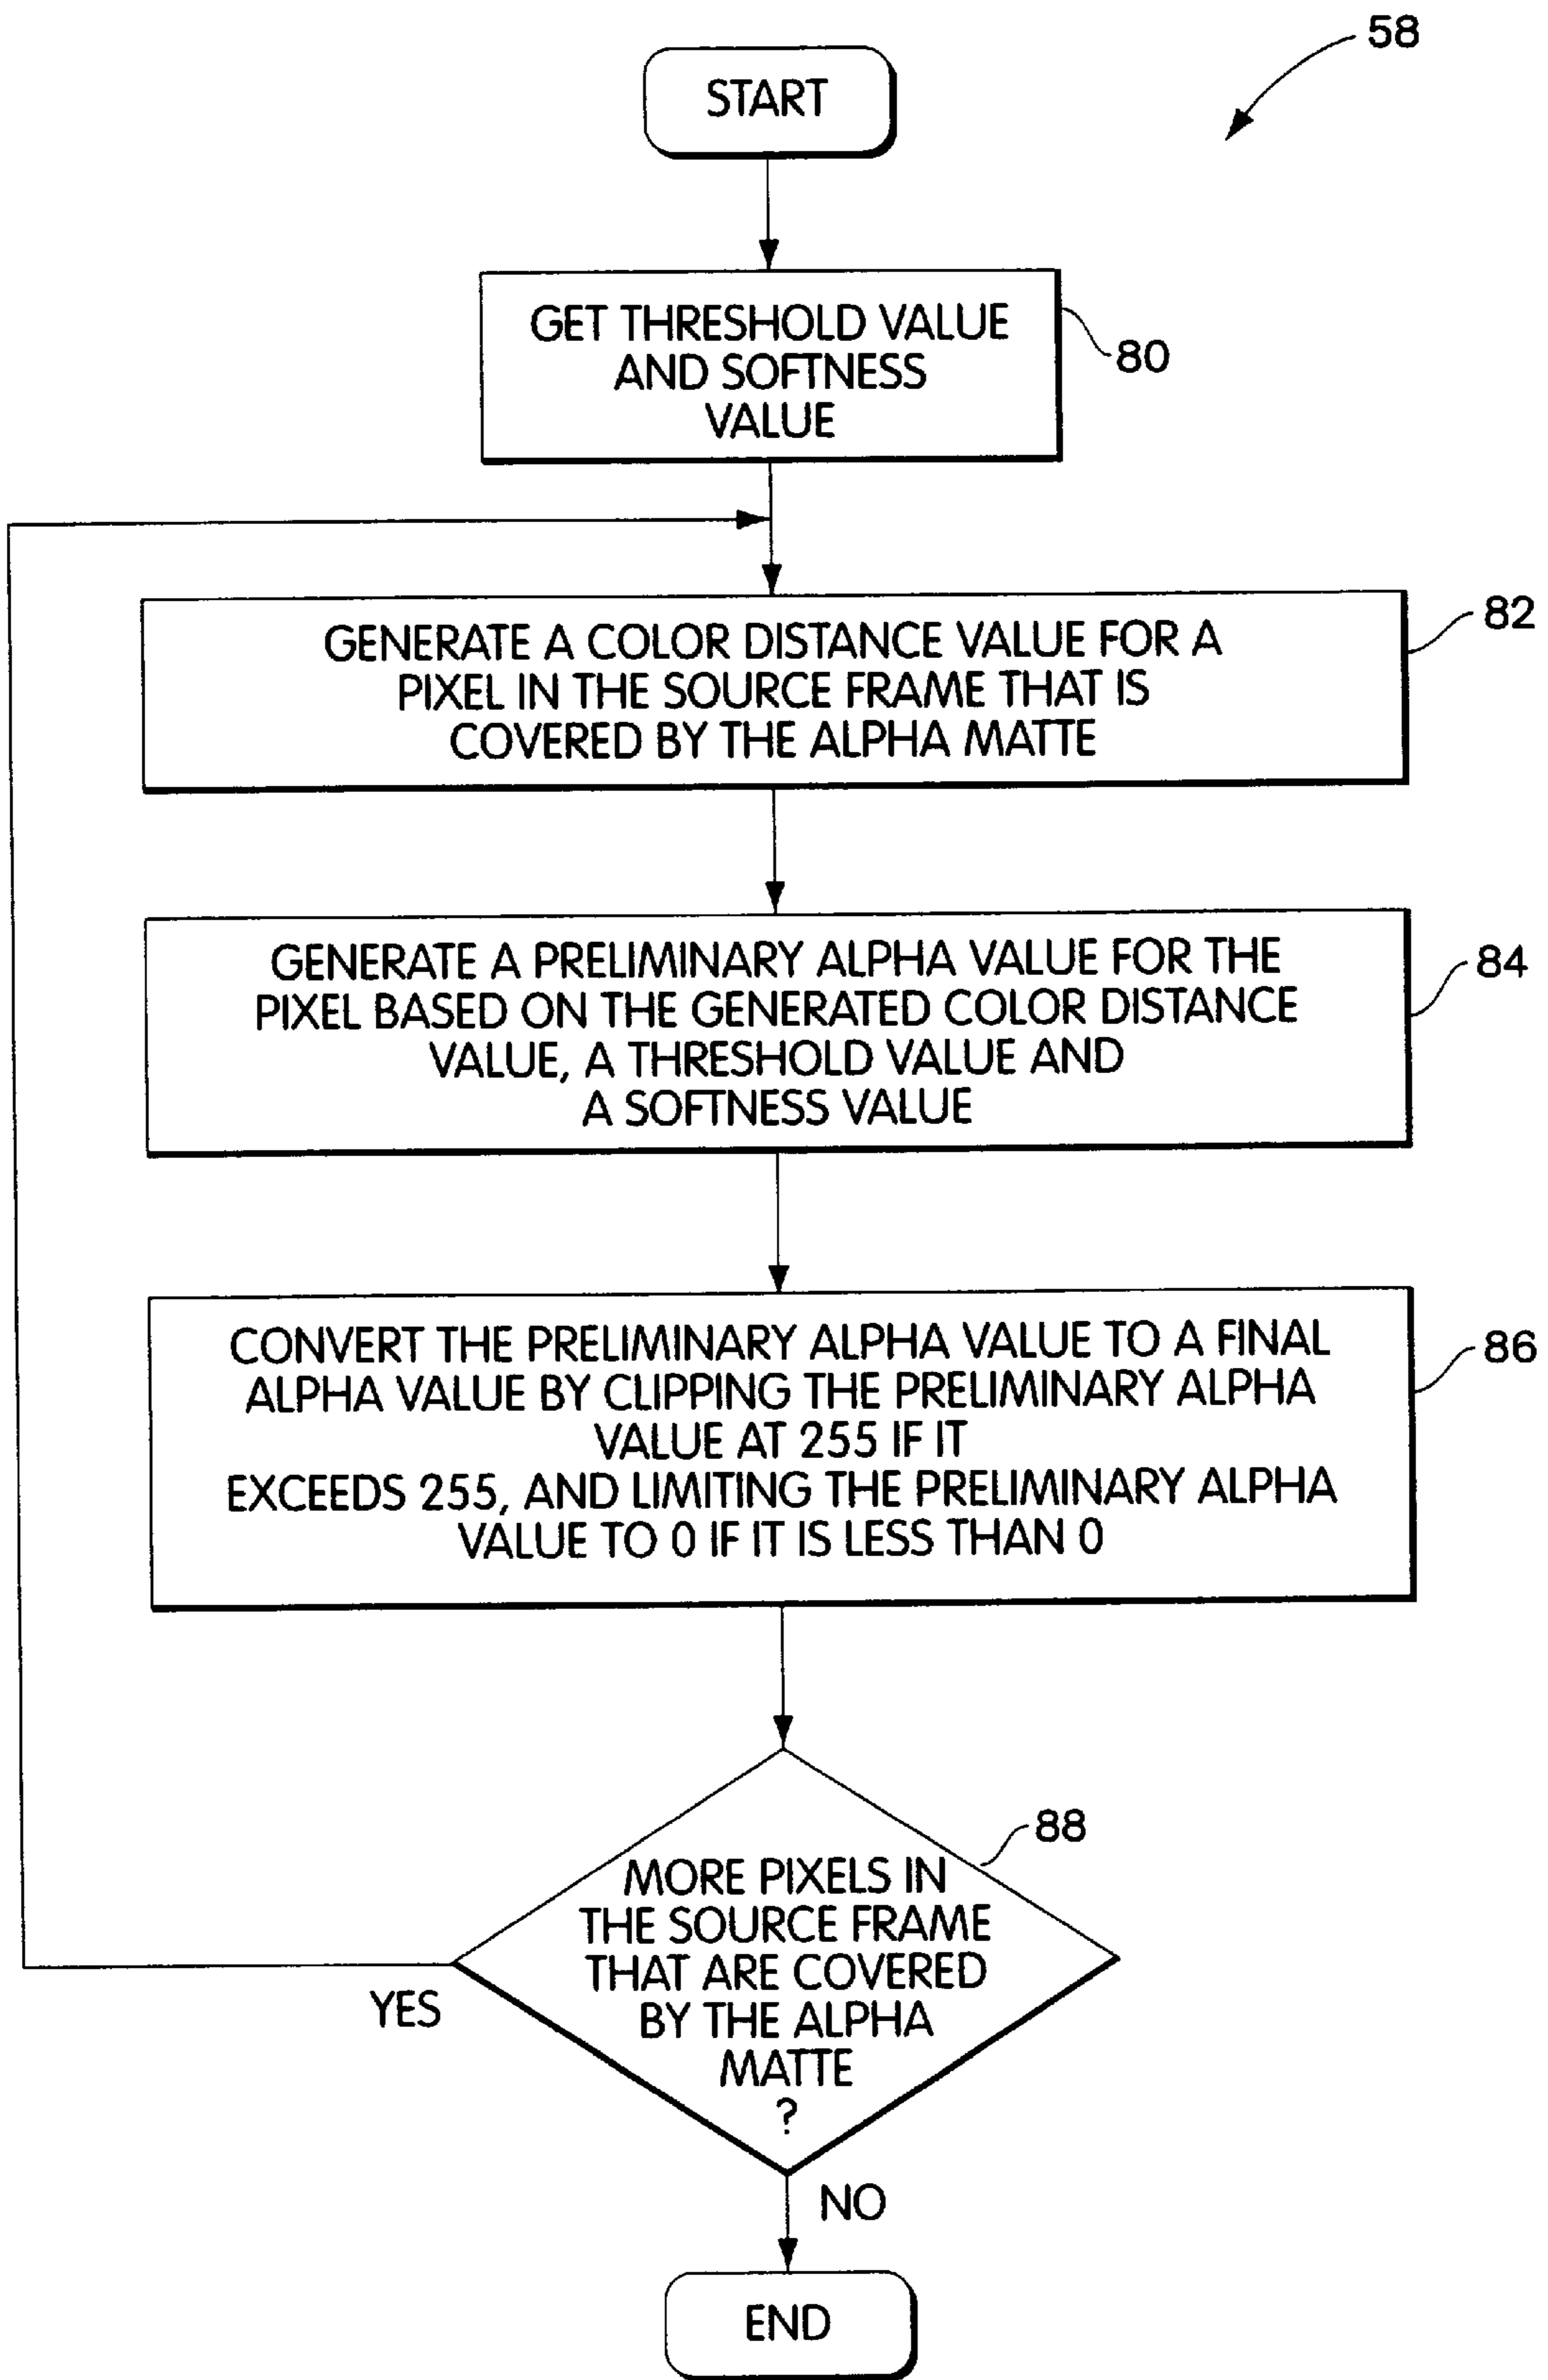 58
START
GET THRESHOLD VALUE
AND SOFTNESS
VALUE
80
GENERATE A COLOR DISTANCE VALUE FOR A
PIXEL IN THE SOURCE FRAME THAT IS
COVERED BY THE ALPHA MATTE
82
GENERATE A PRELIMINARY ALPHA VALUE FOR THE
PIXEL BASED ON THE GENERATED COLOR DISTANCE
VALUE, A THRESHOLD VALUE AND
A SOFTNESS VALUE
84
CONVERT THE PRELIMINARY ALPHA VALUE TO A FINAL
ALPHA VALUE BY CLIPPING THE PRELIMINARY ALPHA
VALUE AT 255 IF IT
EXCEEDS 255, AND LIMITING THE PRELIMINARY ALPHA
VALUE TO 0 IF IT IS LESS THAN 0
86
88
MORE PIXELS IN
THE SOURCE FRAME
THAT ARE COVERED
BY THE ALPHA
MATTE
?
YES
NO
END